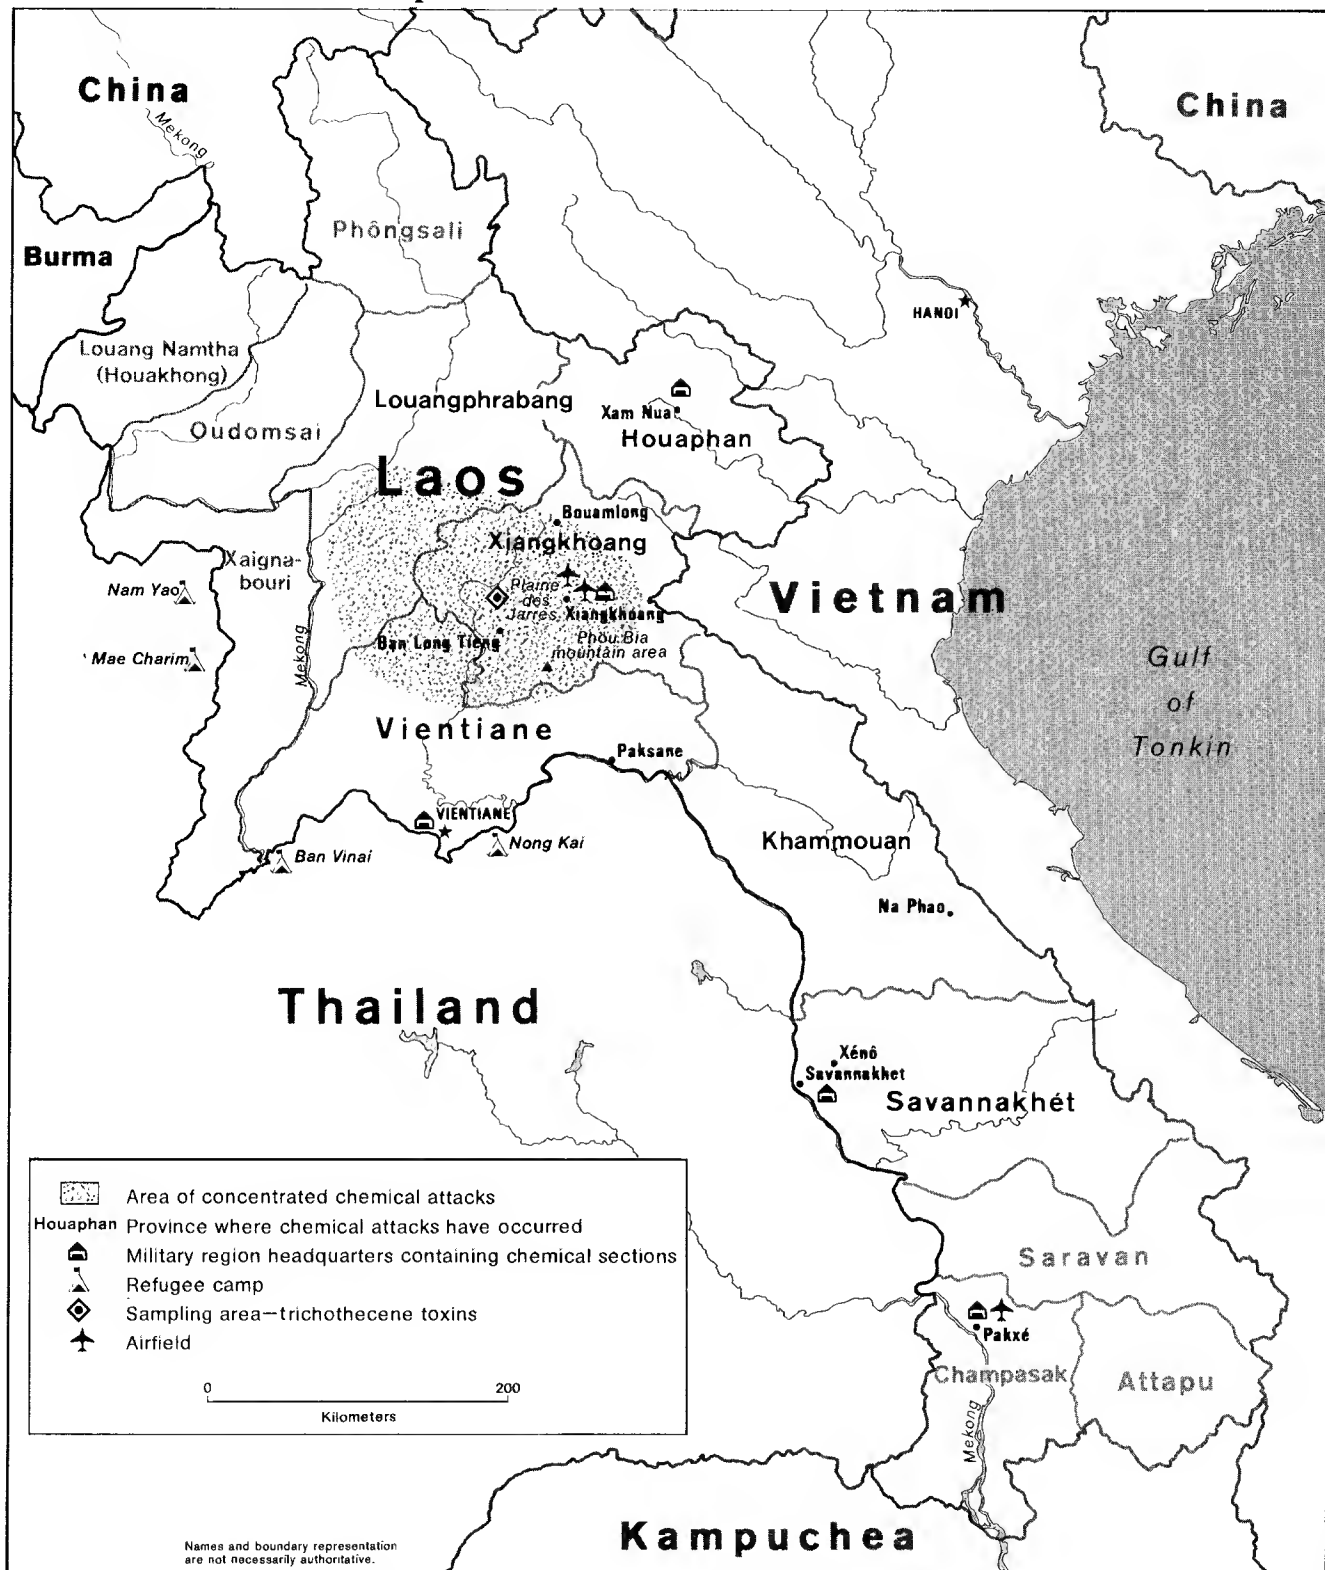 China
Mekong
China
Burma
Phôngsali
HANOI
Louang Namtha
(Houakhong)
Louangphrabang
Xam Nua
Houaphan
Oudomsai
Laos
Bouamlong
Xiangkhoang
Xaigna-
bouri
Nam Yao
Plaine
des
Jarres
Xiangkhoang
Vietnam
Ban Long Tieng
Phou Bia
mountain area
Mae Charim
Mekong
Gulf
of
Tonkin
Vientiane
Paksane
VIENTIANE
Nong Kai
Ban Vinai
Khammouan
Na Phao
Thailand
Xénô
Savannakhet
Savannakhét
Area of concentrated chemical attacks
Houaphan Province where chemical attacks have occurred
Military region headquarters containing chemical sections
Refugee camp
Sampling area—trichothecene toxins
Airfield
0 200
Kilometers
Saravan
Pakxé
Champasak
Attapu
Mekong
Kampuchea
Names and boundary representation
are not necessarily authoritative.